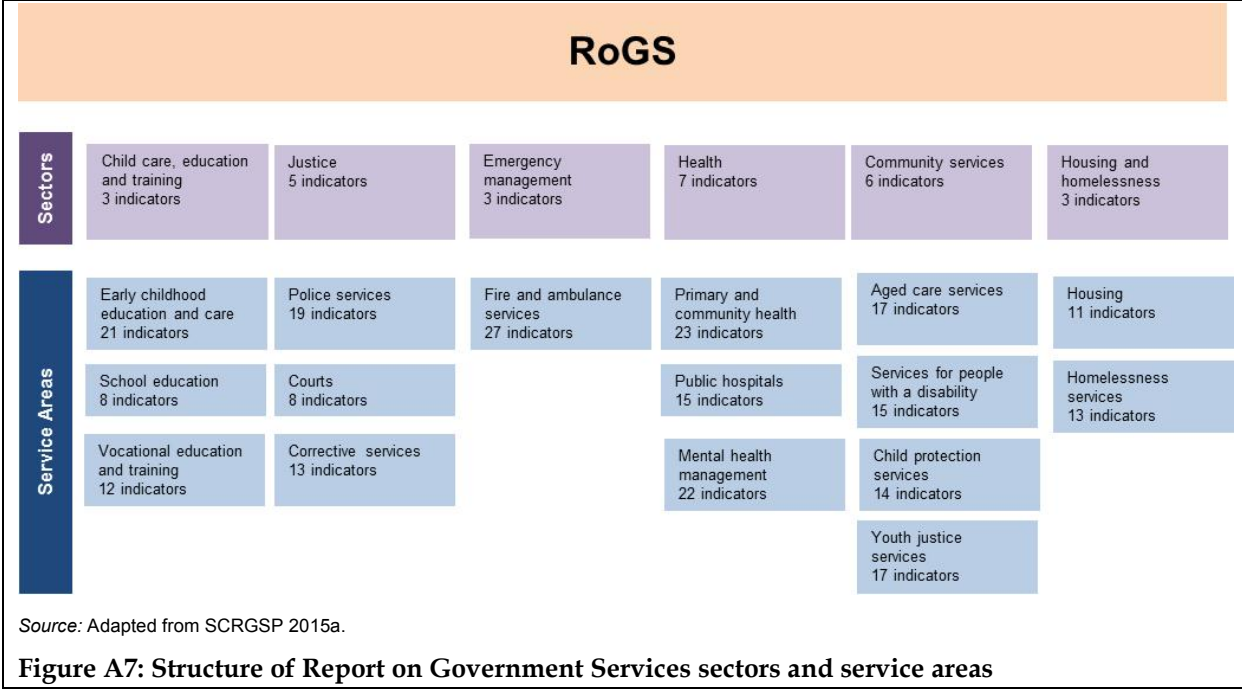 RoGS
Sectors
Child care, education
and training
3 indicators
Justice
5 indicators
Emergency
management
3 indicators
Health
7 indicators
Community services
6 indicators
Housing and
homelessness
3 indicators
Service Areas
Early childhood
education and care
21 indicators
Police services
19 indicators
Fire and ambulance
services
27 indicators
Primary and
community health
23 indicators
Aged care services
17 indicators
Housing
11 indicators
School education
8 indicators
Courts
8 indicators
Public hospitals
15 indicators
Services for people
with a disability
15 indicators
Homelessness
services
13 indicators
Vocational education
and training
12 indicators
Corrective services
13 indicators
Mental health
management
22 indicators
Child protection
services
14 indicators
Youth justice
services
17 indicators
Source: Adapted from SCRGSP 2015a.
Figure A7: Structure of Report on Government Services sectors and service areas